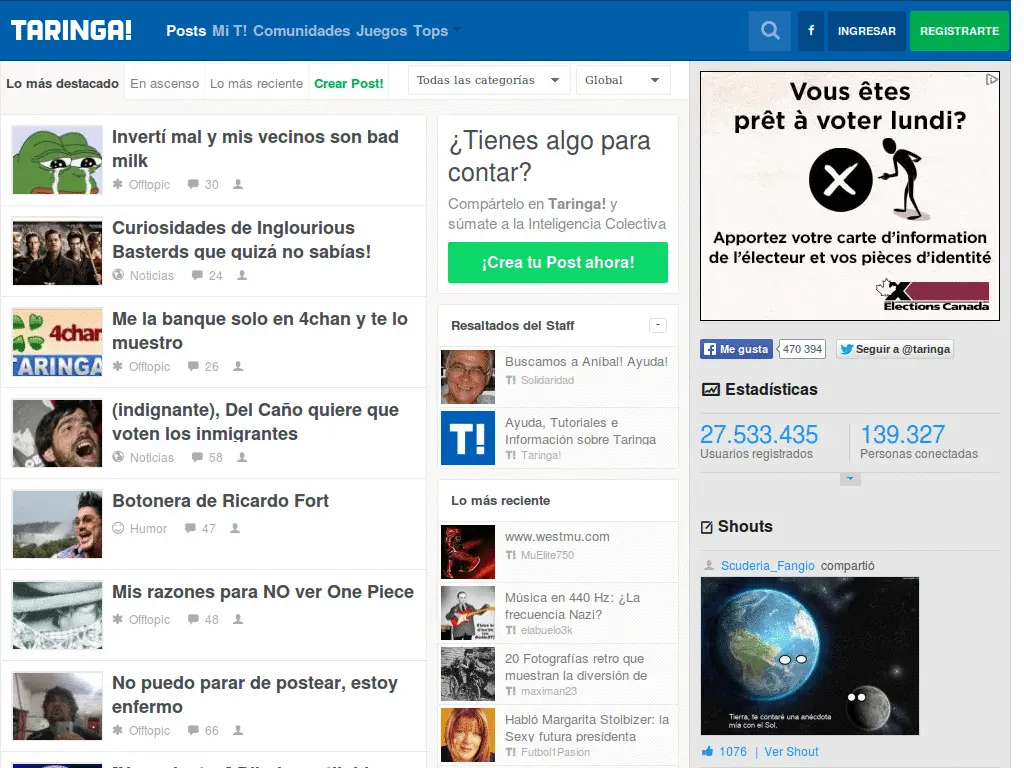 TARINGA!
Posts Mi T! Comunidades Juegos Tops
f
INGRESAR
REGISTRARTE
Lo más destacado
En ascenso
Lo más reciente
Crear Post!
Todas las categorías
Global
Invertí mal y mis vecinos son bad
milk
Offtopic 30
Curiosidades de Inglourious
Basterds que quizá no sabías!
Noticias 24
4chan
TARINGA
Me la banque solo en 4chan y te lo
muestro
Offtopic 26
(indignante), Del Caño quiere que
voten los inmigrantes
Noticias 58
Botonera de Ricardo Fort
Humor 47
Mis razones para NO ver One Piece
Offtopic 48
No puedo parar de postear, estoy
enfermo
Offtopic 66
¿Tienes algo para
contar?
Compártelo en Taringa! y
súmate a la Inteligencia Colectiva
¡Crea tu Post ahora!
Resaltados del Staff
-
Buscamos a Aníbal! Ayuda!
T! Solidaridad
T!
Ayuda, Tutoriales e
Información sobre Taringa
T! Taringa!
Lo más reciente
www.westmu.com
T! MuElite750
Música en 440 Hz: ¿La
frecuencia Nazi?
T! elabuelo3k
20 Fotografías retro que
muestran la diversión de
T! maximan23
Habló Margarita Stolbizer: la
Sexy futura presidenta
T! Futbol1Pasion
Vous êtes
prêt à voter lundi?
Apportez votre carte d'information
de l'électeur et vos pièces d'identité
Elections Canada
Me gusta
470 394
Seguir a @taringa
Estadísticas
27.533.435
Usuarios registrados
139.327
Personas conectadas
Shouts
Scuderia_Fangio compartió
Tierra, te contaré una anécdota
mía con el Sol.
1076 | Ver Shout